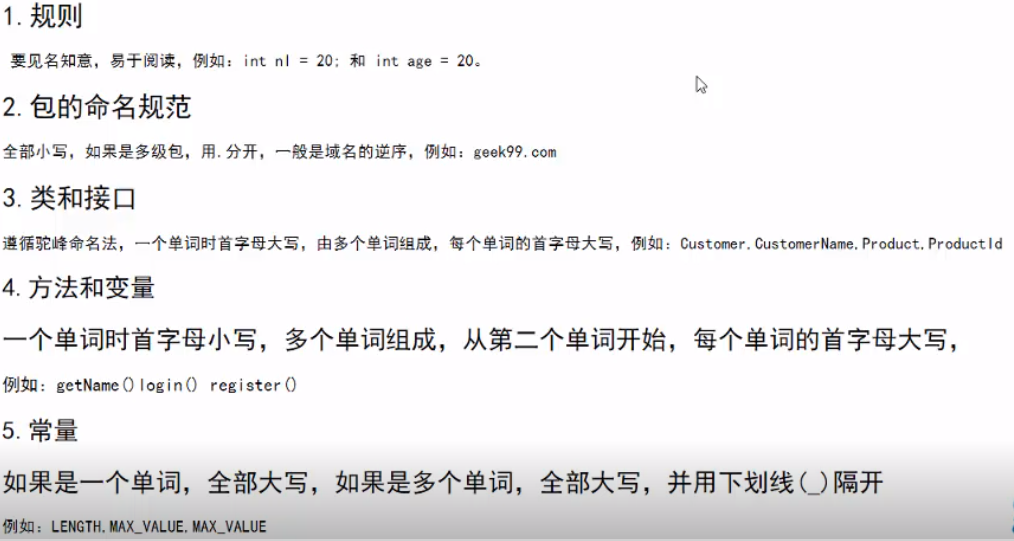 1.规则
要见名知意，易于阅读，例如：int nl = 20; 和 int age = 20。
2.包的命名规范
全部小写，如果是多级包，用.分开，一般是域名的逆序，例如：geek99.com
3.类和接口
遵循驼峰命名法，一个单词时首字母大写，由多个单词组成，每个单词的首字母大写，例如：Customer,CustomerName,Product,ProductId
4.方法和变量
一个单词时首字母小写，多个单词组成，从第二个单词开始，每个单词的首字母大写，
例如：getName()login() register()
5.常量
如果是一个单词，全部大写，如果是多个单词，全部大写，并用下划线(_)隔开
例如：LENGTH,MAX_VALUE,MAX_VALUE